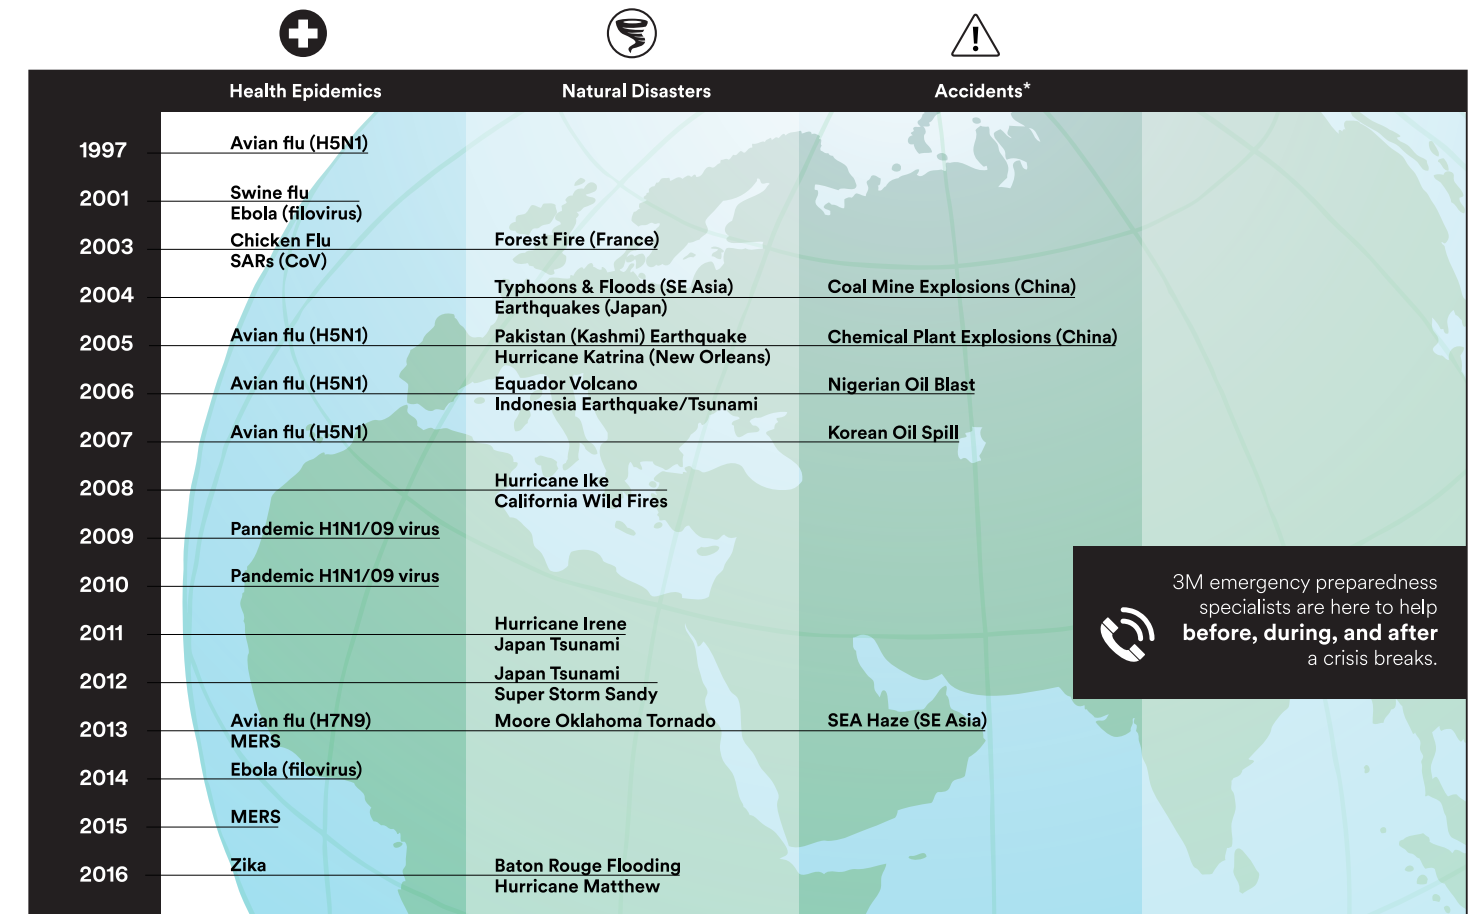 Health Epidemics Natural Disasters Accidents*
1997 Avian flu (H5N1)
2001 Swine flu
Ebola (filovirus)
2003 Chicken Flu Forest Fire (France)
SARs (CoV)
2004 Typhoons & Floods (SE Asia) Coal Mine Explosions (China)
Earthquakes (Japan)
2005 Avian flu (H5N1) Pakistan (Kashmi) Earthquake Chemical Plant Explosions (China)
Hurricane Katrina (New Orleans)
2006 Avian flu (H5N1) Equador Volcano Nigerian Oil Blast
Indonesia Earthquake/Tsunami
2007 Avian flu (H5N1) Korean Oil Spill
2008 Hurricane Ike
California Wild Fires
2009 Pandemic H1N1/09 virus
2010 Pandemic H1N1/09 virus
2011 Hurricane Irene
Japan Tsunami
2012 Japan Tsunami
Super Storm Sandy
2013 Avian flu (H7N9) Moore Oklahoma Tornado SEA Haze (SE Asia)
MERS
2014 Ebola (filovirus)
2015 MERS
2016 Zika Baton Rouge Flooding
Hurricane Matthew
3M emergency preparedness
specialists are here to help
before, during, and after
a crisis breaks.